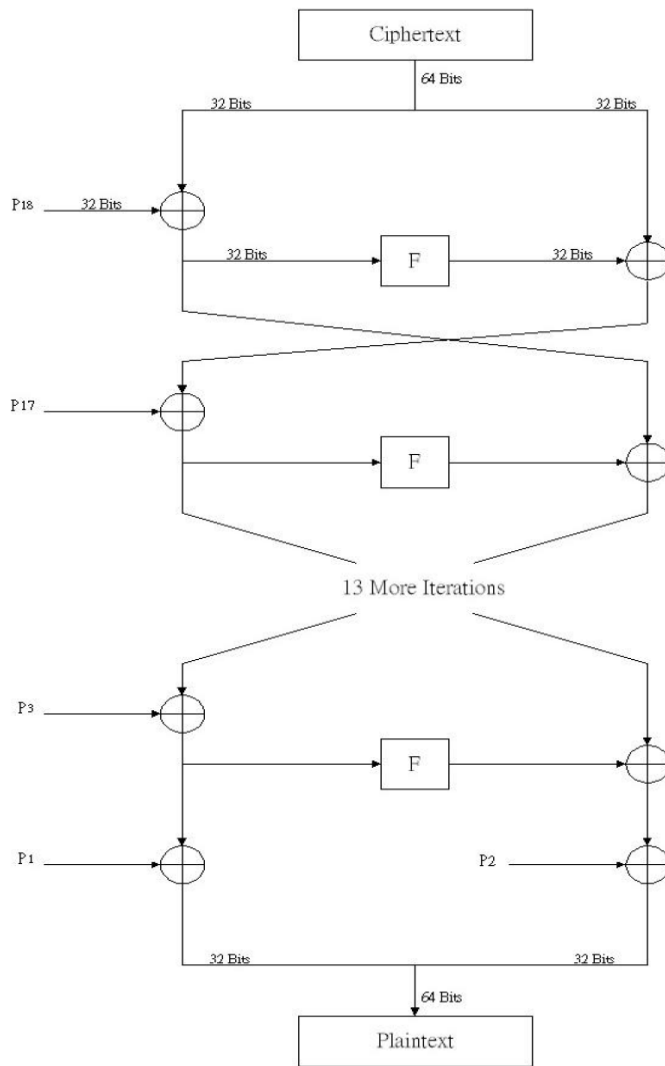 Ciphertext
64 Bits
32 Bits
32 Bits
P18
32 Bits
32 Bits
F
32 Bits
P17
F
13 More Iterations
P3
F
P1
P2
32 Bits
32 Bits
64 Bits
Plaintext